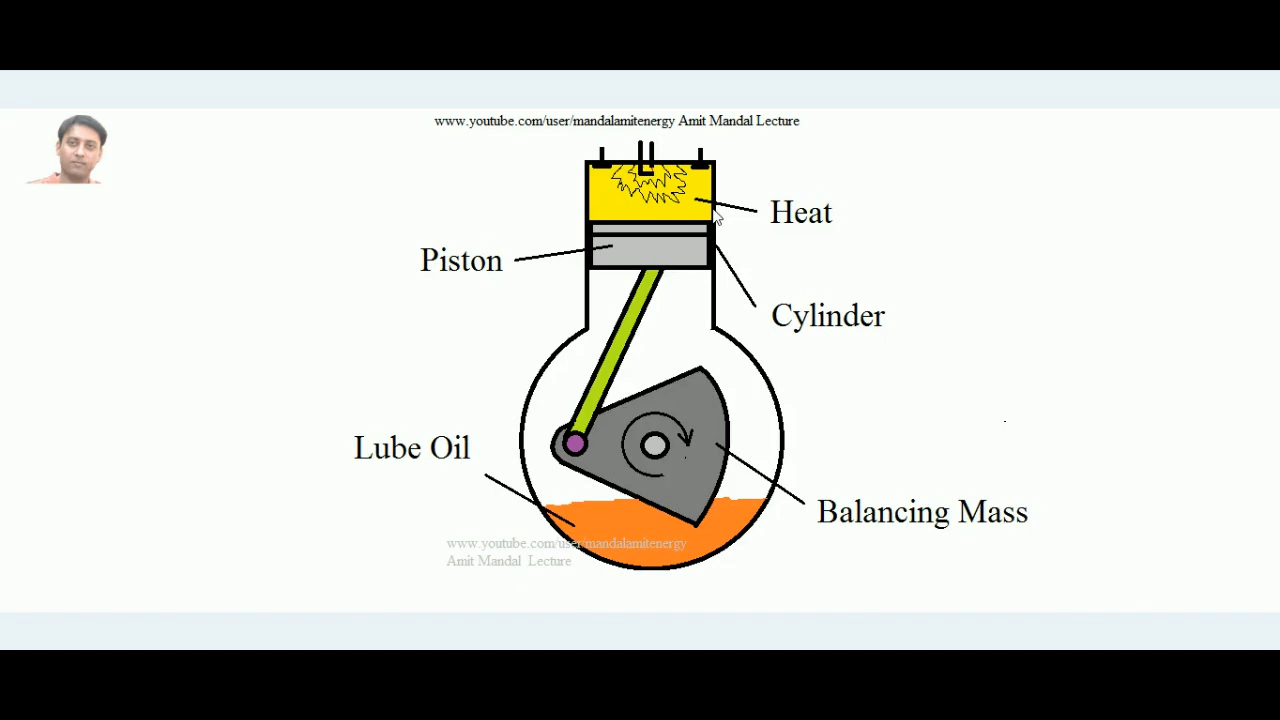 www.youtube.com/user/mandalamitenergy Amit Mandal Lecture
Heat
Piston
Cylinder
Lube Oil
Balancing Mass
www.youtube.com/user/mandalamitenergy
Amit Mandal Lecture